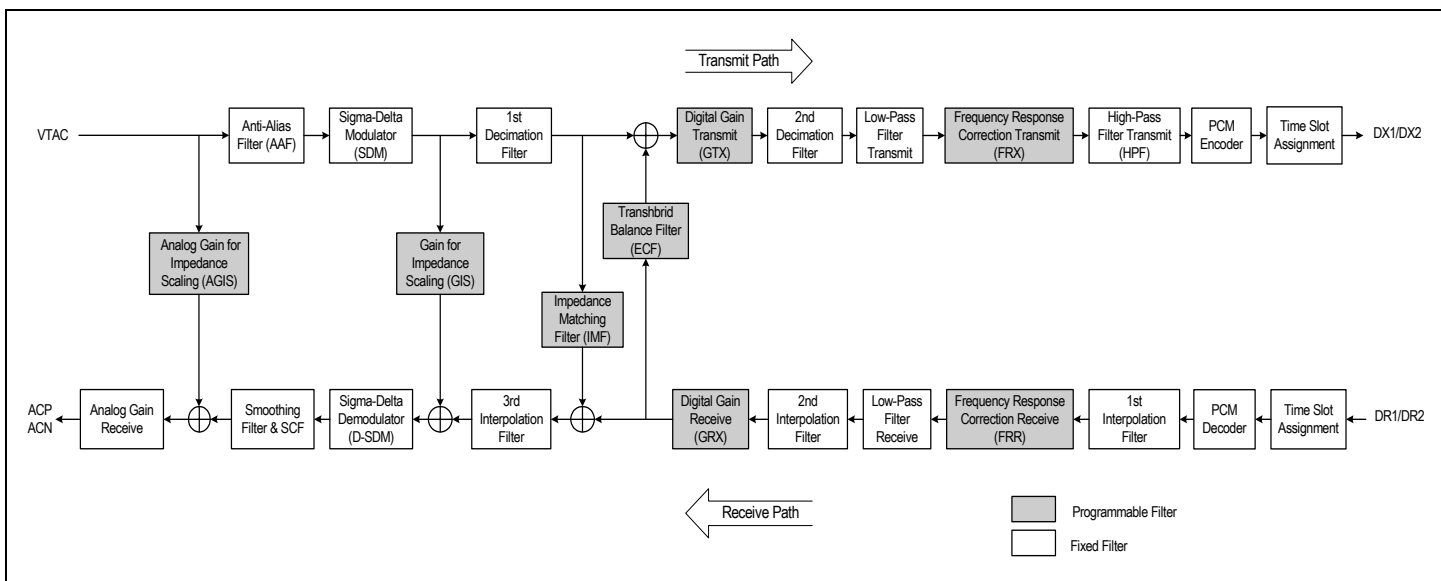 Transmit Path
VTAC
Anti-Alias
Filter (AAF)
Sigma-Delta
Modulator
(SDM)
1st
Decimation
Filter
Digital Gain
Transmit
(GTX)
2nd
Decimation
Filter
Low-Pass
Filter
Transmit
Frequency Response
Correction Transmit
(FRX)
High-Pass
Filter Transmit
(HPF)
PCM
Encoder
Time Slot
Assignment
DX1/DX2
Analog Gain for
Impedance
Scaling (AGIS)
Gain for
Impedance
Scaling (GIS)
Transhbrid
Balance Filter
(ECF)
Impedance
Matching
Filter (IMF)
ACP
ACN
Analog Gain
Receive
Smoothing
Filter & SCF
Sigma-Delta
Demodulator
(D-SDM)
3rd
Interpolation
Filter
Digital Gain
Receive
(GRX)
2nd
Interpolation
Filter
Low-Pass
Filter
Receive
Frequency Response
Correction Receive
(FRR)
1st
Interpolation
Filter
PCM
Decoder
Time Slot
Assignment
DR1/DR2
Receive Path
Programmable Filter
Fixed Filter